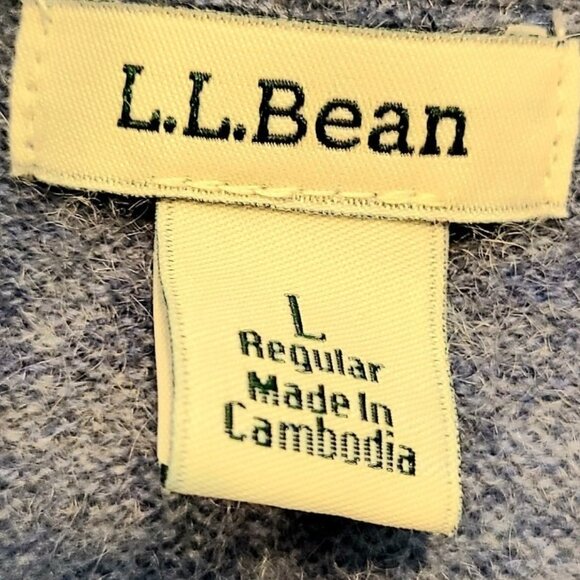 L.L.Bean
L
Regular
Made In
Cambodia